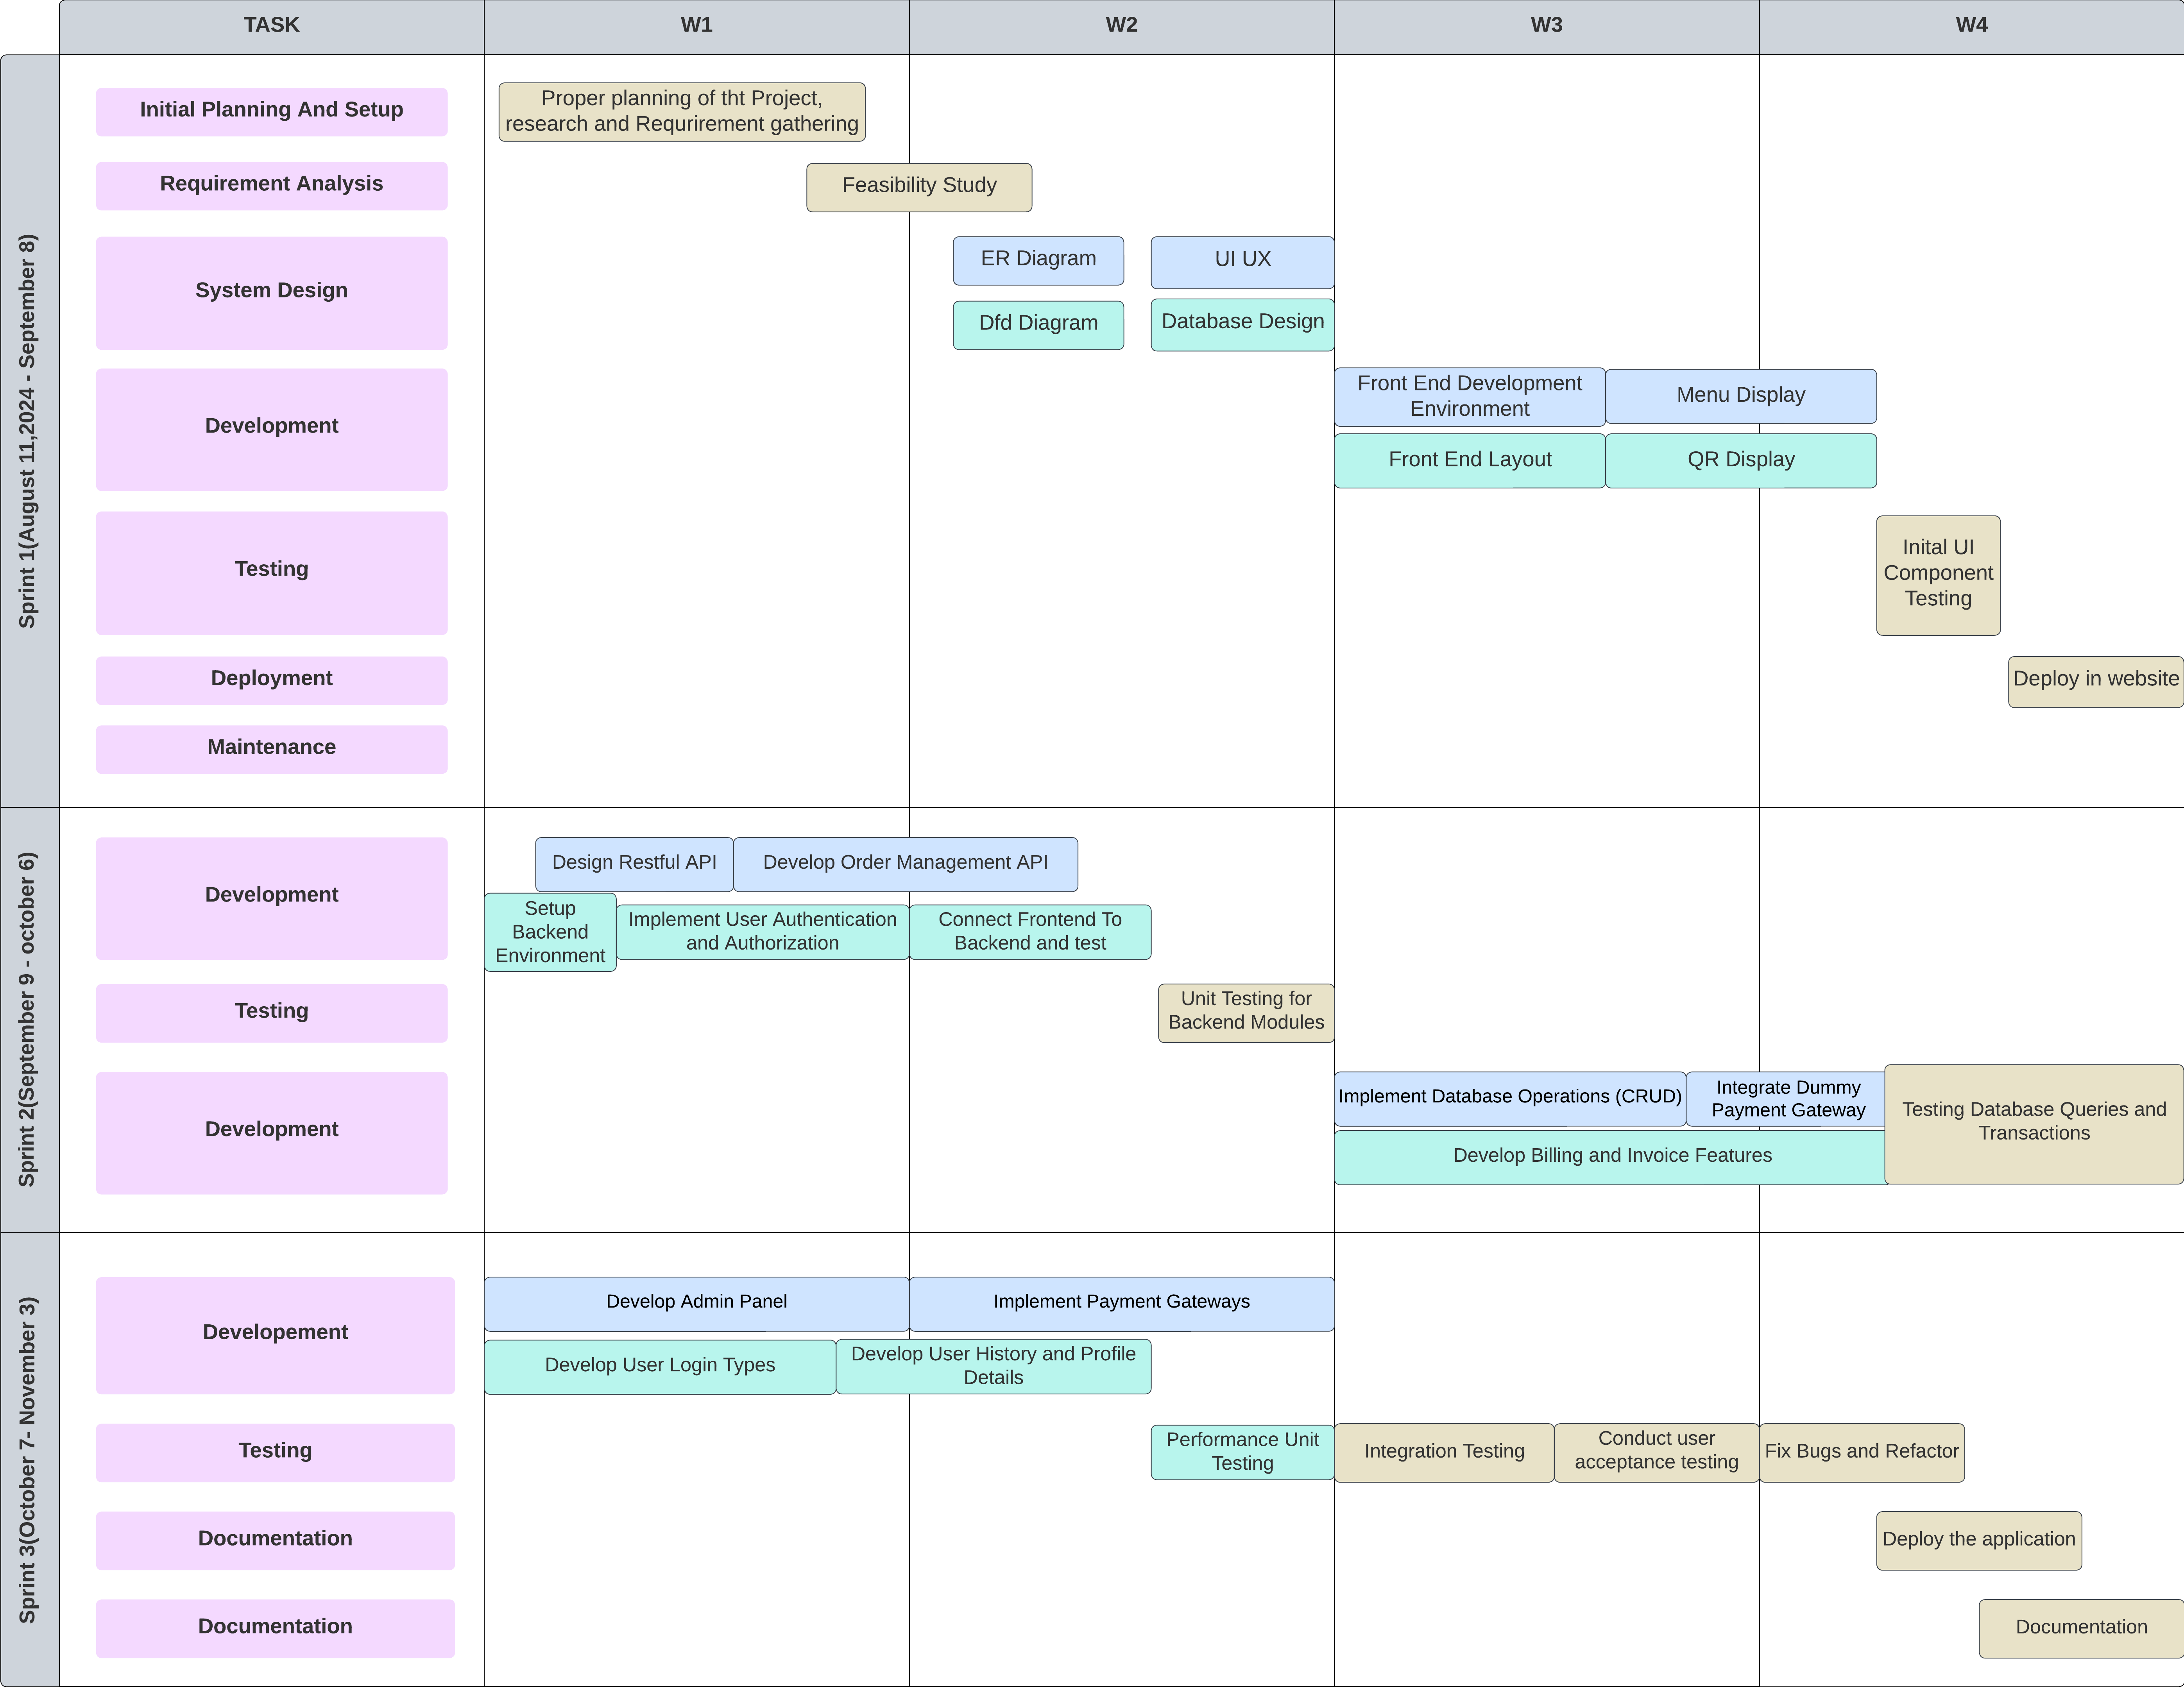 TASK
W1
W2
W3
W4
Sprint 1(August 11,2024 - September 8)
Initial Planning And Setup
Proper planning of tht Project,
research and Requrirement gathering
Requirement Analysis
Feasibility Study
System Design
ER Diagram
UI UX
Dfd Diagram
Database Design
Development
Front End Development
Environment
Menu Display
Front End Layout
QR Display
Testing
Inital UI
Component
Testing
Deployment
Deploy in website
Maintenance
Sprint 2(September 9 - october 6)
Development
Design Restful API
Develop Order Management API
Setup
Backend
Environment
Implement User Authentication
and Authorization
Connect Frontend To
Backend and test
Testing
Unit Testing for
Backend Modules
Development
Implement Database Operations (CRUD)
Integrate Dummy
Payment Gateway
Testing Database Queries and
Transactions
Develop Billing and Invoice Features
Sprint 3(October 7- November 3)
Developement
Develop Admin Panel
Implement Payment Gateways
Develop User Login Types
Develop User History and Profile
Details
Testing
Performance Unit
Testing
Integration Testing
Conduct user
acceptance testing
Fix Bugs and Refactor
Documentation
Deploy the application
Documentation
Documentation